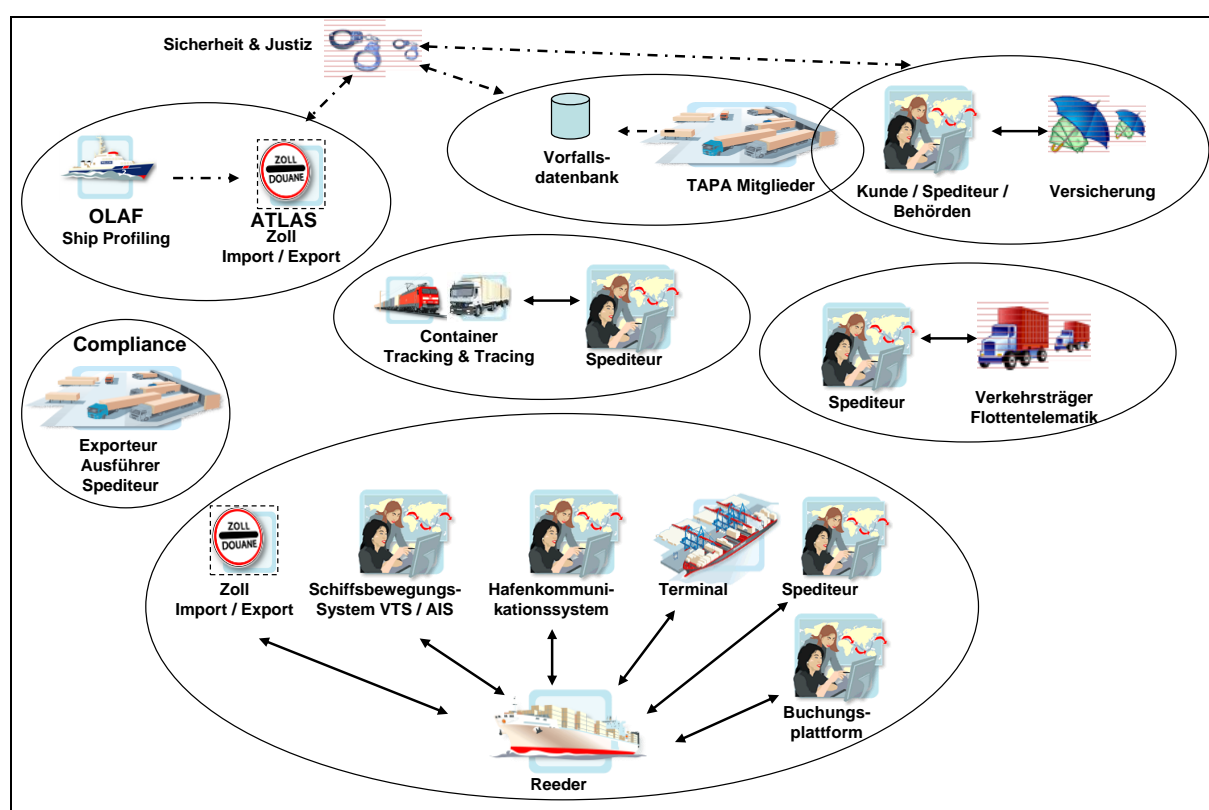 Sicherheit & Justiz
ZOLL
DOUANE
OLAF
Ship Profiling
ATLAS
Zoll
Import / Export
Vorfalls-
datenbank
TAPA Mitglieder
Kunde / Spediteur /
Behörden
Versicherung
Container
Tracking & Tracing
Spediteur
Spediteur
Verkehrsträger
Flottentelematik
Compliance
Exporteur
Ausführer
Spediteur
ZOLL
DOUANE
Zoll
Import / Export
Schiffsbewegungs-
System VTS / AIS
Hafenkommuni-
kationssystem
Terminal
Spediteur
Buchungs-
plattform
Reeder